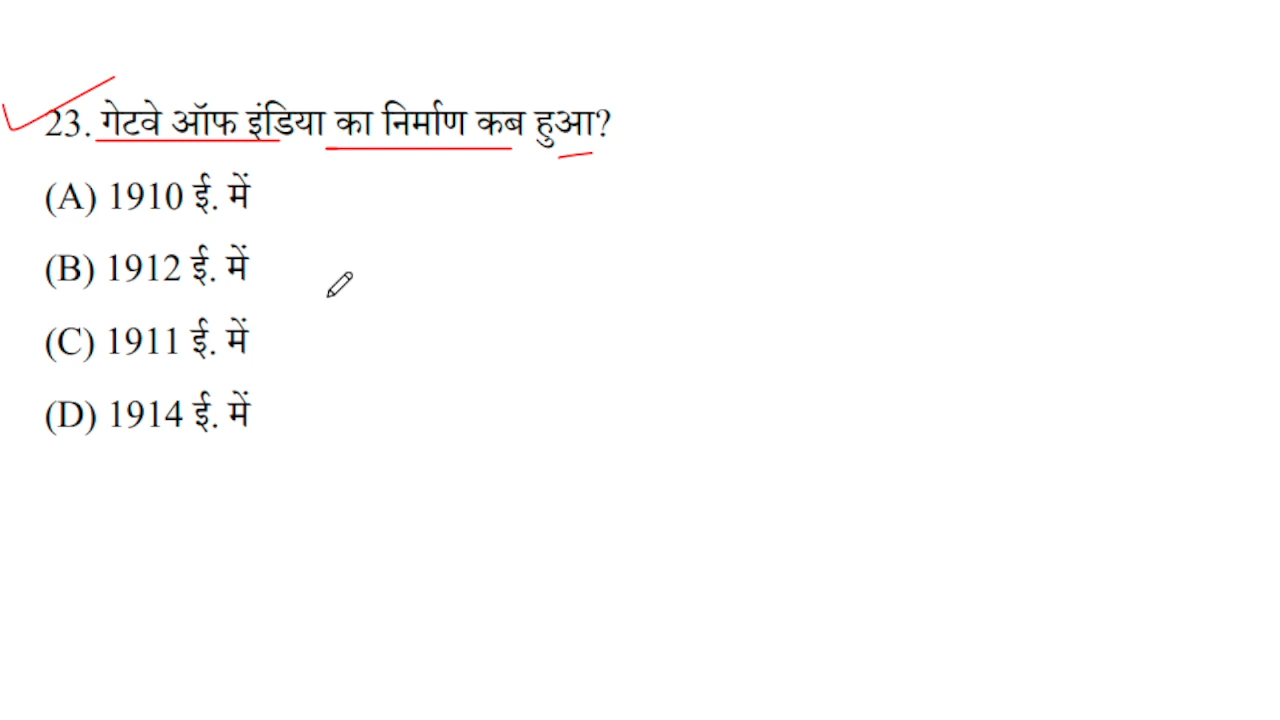 23. गेटवे ऑफ इंडिया का निर्माण कब हुआ?
(A) 1910 ई. में
(B) 1912 ई. में
(C) 1911 ई. में
(D) 1914 ई. में